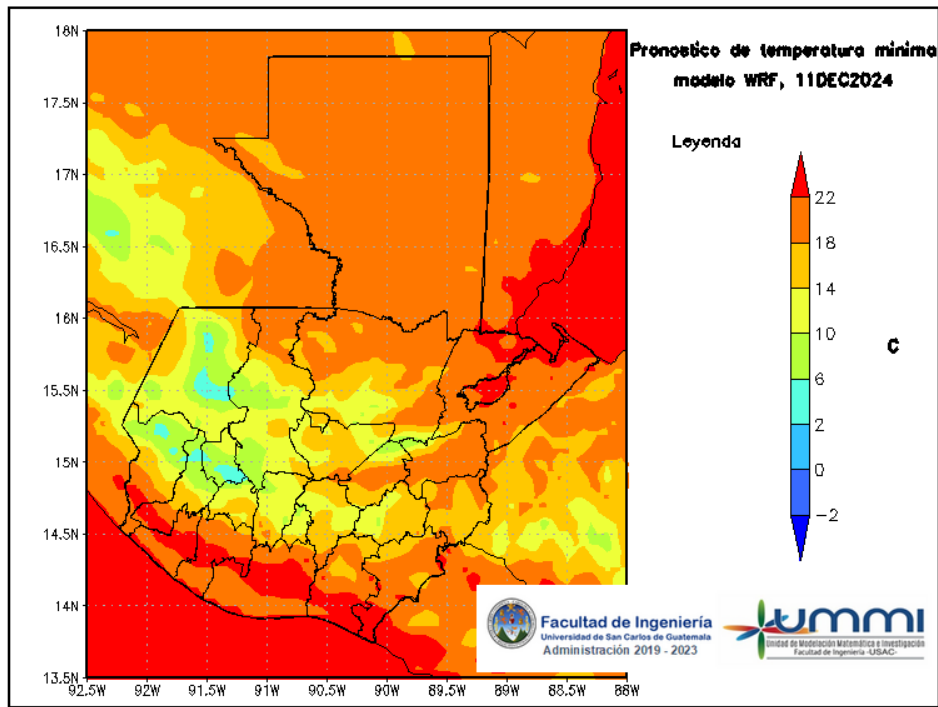 Pronostico de temperatura minima
modelo WRF, 11DEC2024
Leyenda
22
18
14
10
6
2
0
−2
C
18N
17.5N
17N
16.5N
16N
15.5N
15N
14.5N
14N
13.5N
92.5W 92W 91.5W 91W 90.5W 90W 89.5W 89W 88.5W 88W
Facultad de Ingeniería
Universidad de San Carlos de Guatemala
Administración 2019 - 2023
ummi
Unidad de Modelación Matemática e Investigación
Facultad de Ingeniería -USAC-